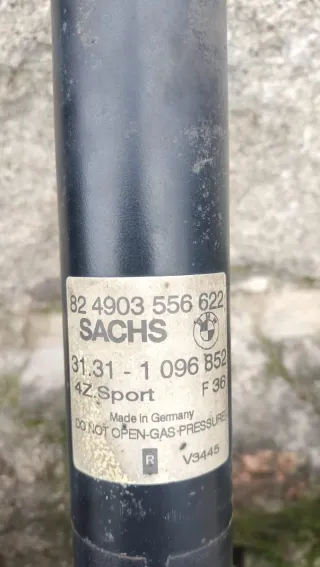 82 4903 556 622
SACHS
31.31 - 1 096 852
4Z.Sport F 36
Made in Germany
DO NOT OPEN-GAS-PRESSURE
R V3445